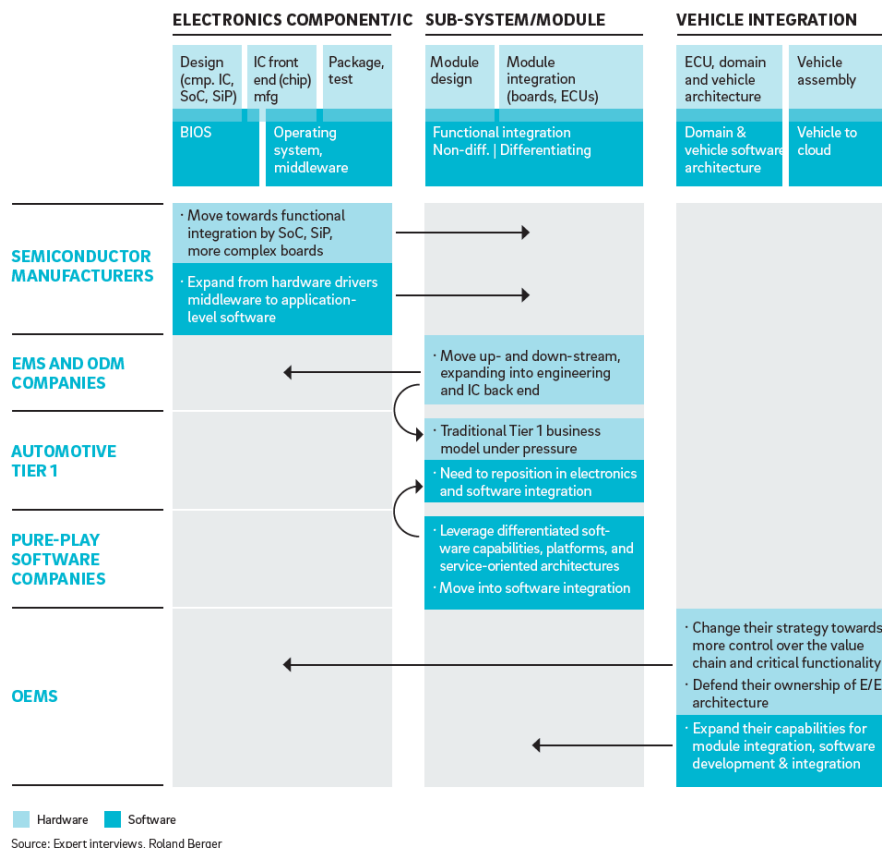 ELECTRONICS COMPONENT/IC
SUB-SYSTEM/MODULE
VEHICLE INTEGRATION
Design
(cmp. IC,
SoC, SiP)
IC front
end (chip)
mfg
Package,
test
Module
design
Module
integration
(boards, ECUs)
ECU, domain
and vehicle
architecture
Vehicle
assembly
BIOS
Operating
system,
middleware
Functional integration
Non-diff. | Differentiating
Domain &
vehicle software
architecture
Vehicle to
cloud
SEMICONDUCTOR
MANUFACTURERS
· Move towards functional
integration by SoC, SiP,
more complex boards
· Expand from hardware drivers
middleware to application-
level software
EMS AND ODM
COMPANIES
· Move up- and down-stream,
expanding into engineering
and IC back end
AUTOMOTIVE
TIER 1
· Traditional Tier 1 business
model under pressure
· Need to reposition in electronics
and software integration
PURE-PLAY
SOFTWARE
COMPANIES
· Leverage differentiated soft-
ware capabilities, platforms, and
service-oriented architectures
· Move into software integration
OEMS
· Change their strategy towards
more control over the value
chain and critical functionality
· Defend their ownership of E/E
architecture
· Expand their capabilities for
module integration, software
development & integration
Hardware
Software
Source: Expert interviews, Roland Berger